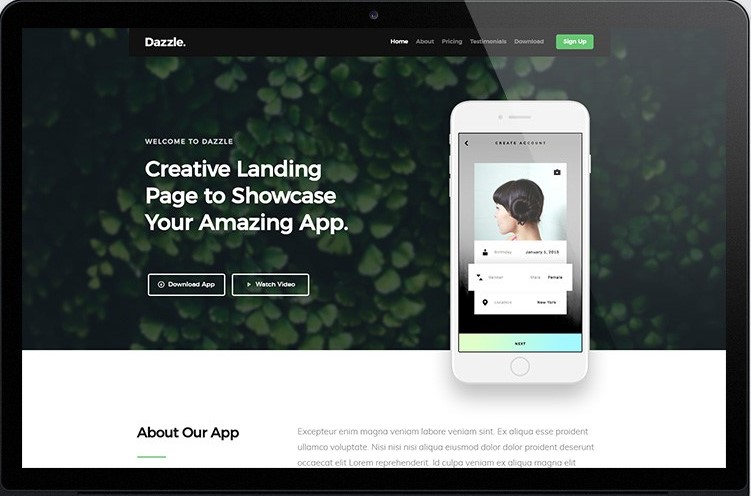 Dazzle.
Home About Pricing Testimonials Download Sign Up
WELCOME TO DAZZLE
Creative Landing
Page to Showcase
Your Amazing App.
Download App Watch Video
CREATE ACCOUNT
Birthday January 1, 2018
Gender Male Female
Location New York
NEXT
About Our App
Excepteur enim magna veniam labore veniam sint. Ex aliqua esse proident
ullamco voluptate. Nisi nisi nisi aliqua eiusmod dolor dolor proident deserunt
occaecat elit Lorem reprehenderit. Id culpa veniam ex aliqua magna elit